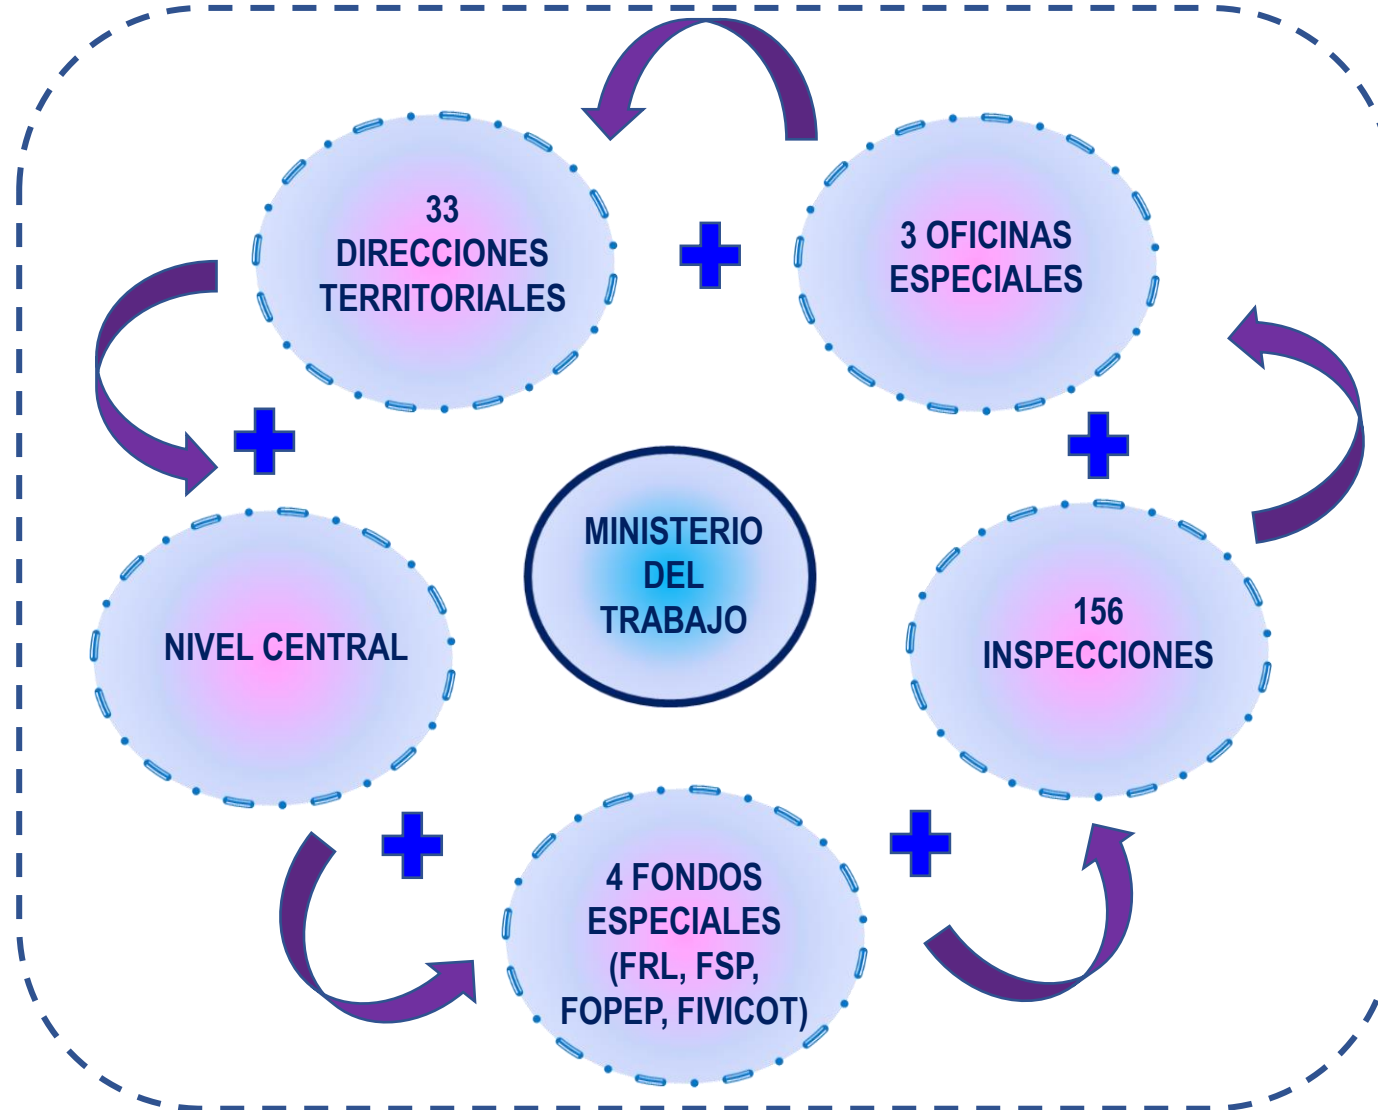 33
DIRECCIONES
TERRITORIALES
3 OFICINAS
ESPECIALES
MINISTERIO
DEL
TRABAJO
NIVEL CENTRAL
156
INSPECCIONES
4 FONDOS
ESPECIALES
(FRL, FSP,
FOPEP, FIVICOT)